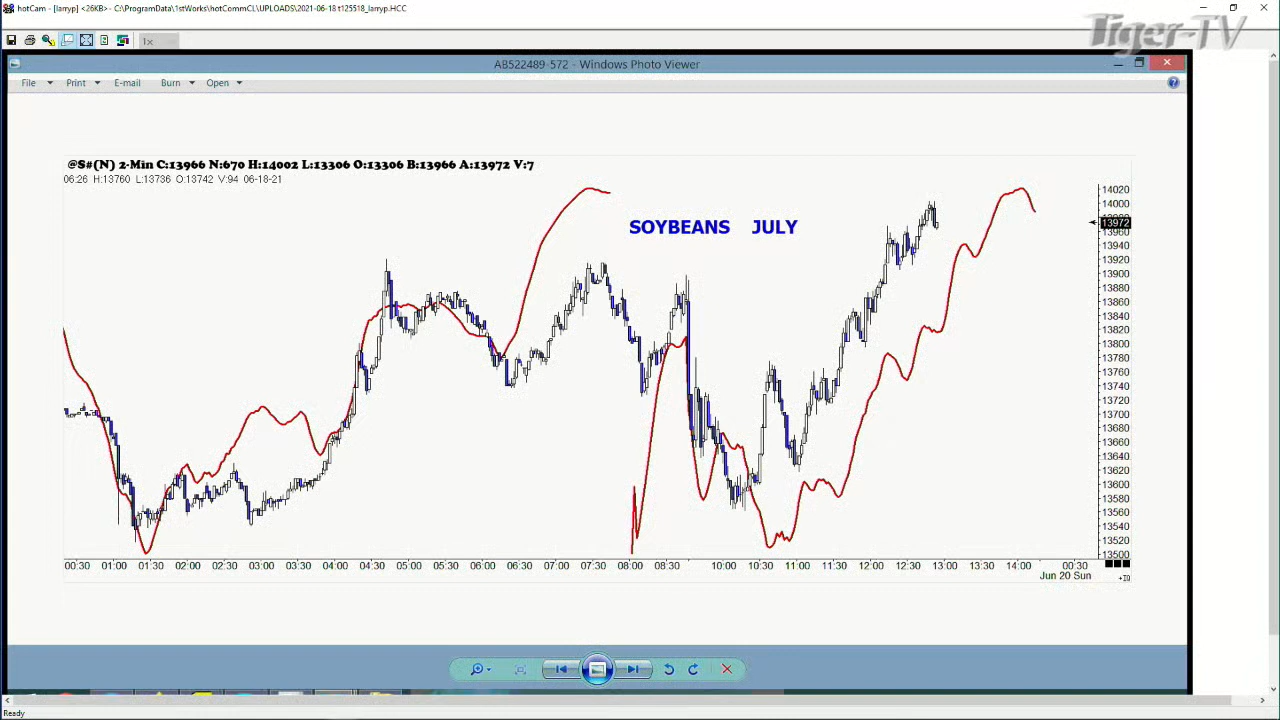 hotCam - [larryp] <26KB> - C:\ProgramData\1stWorks\hotCommCL\UPLOADS\2021-06-18 t125518_larryp.HCC
Tiger-TV
1x
AB522489-572 - Windows Photo Viewer
File Print E-mail Burn Open
@S#(N) 2-Min C:13966 N:670 H:14002 L:13306 O:13306 B:13966 A:13972 V:7
06:26 H:13760 L:13736 O:13742 V:94 06-18-21
SOYBEANS JULY
14020
14000
13972
13960
13940
13920
13900
13880
13860
13840
13820
13800
13780
13760
13740
13720
13700
13680
13660
13640
13620
13600
13580
13560
13540
13520
13500
00:30 01:00 01:30 02:00 02:30 03:00 03:30 04:00 04:30 05:00 05:30 06:00 06:30 07:00 07:30 08:00 08:30 10:00 10:30 11:00 11:30 12:00 12:30 13:00 13:30 14:00 00:30
Jun 20 Sun
Ready